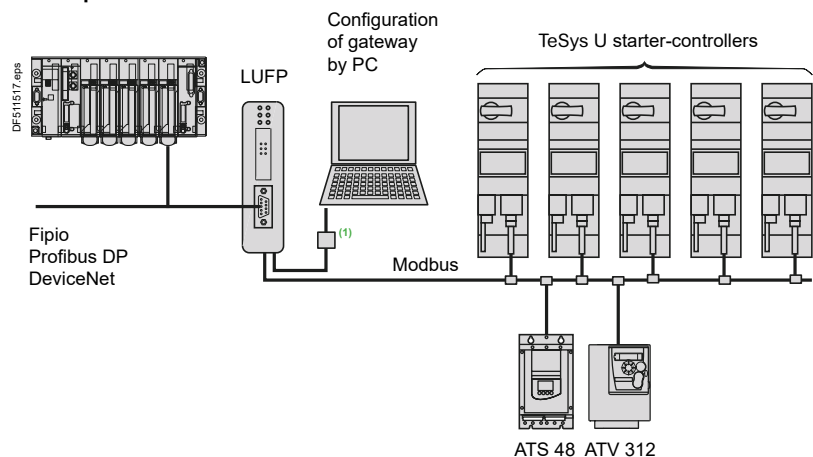 DF511517.eps
LUFP
Configuration
of gateway
by PC
TeSys U starter-controllers
(1)
Fipio
Profibus DP
DeviceNet
Modbus
ATS 48 ATV 312